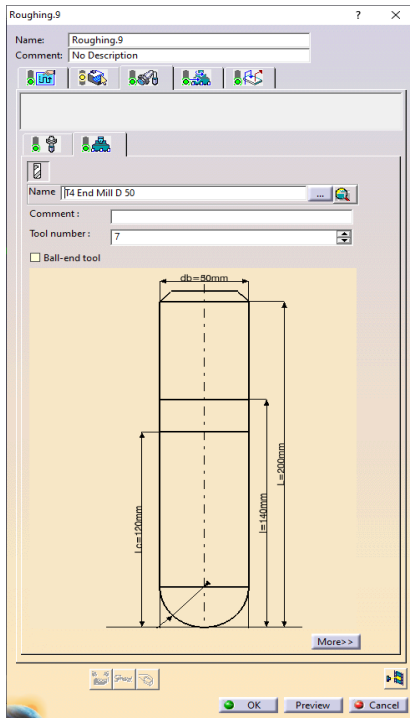 Roughing.9 ? ×
Name: Roughing.9
Comment: No Description
Name T4 End Mill D 50 ...
Comment :
Tool number : 7
Ball-end tool
db=50mm
L=200mm
l=140mm
Lc=120mm
More>>
OK Preview Cancel